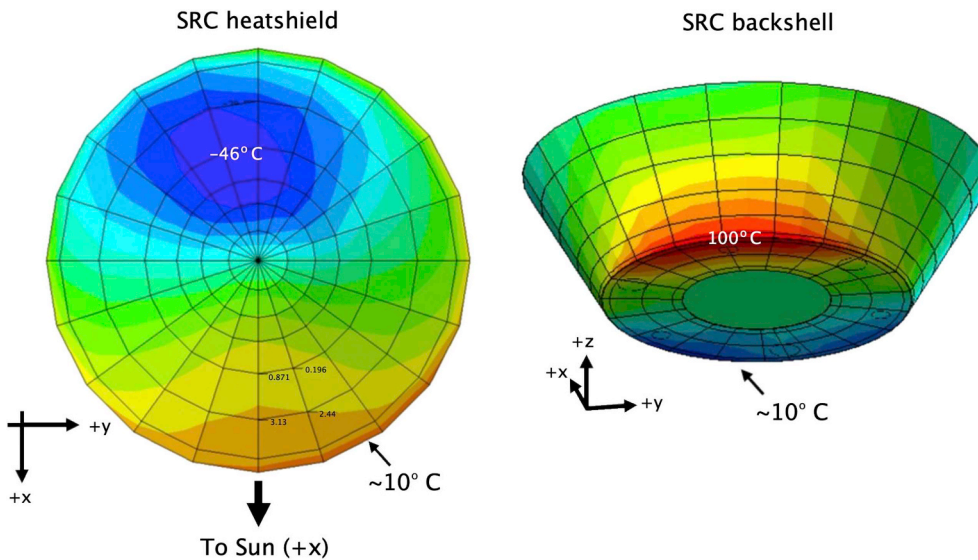 SRC heatshield
SRC backshell
–46° C
100°C
0.196
0.871
2.44
3.13
+y
+x
~10° C
To Sun (+x)
+z
+x
+y
~10° C